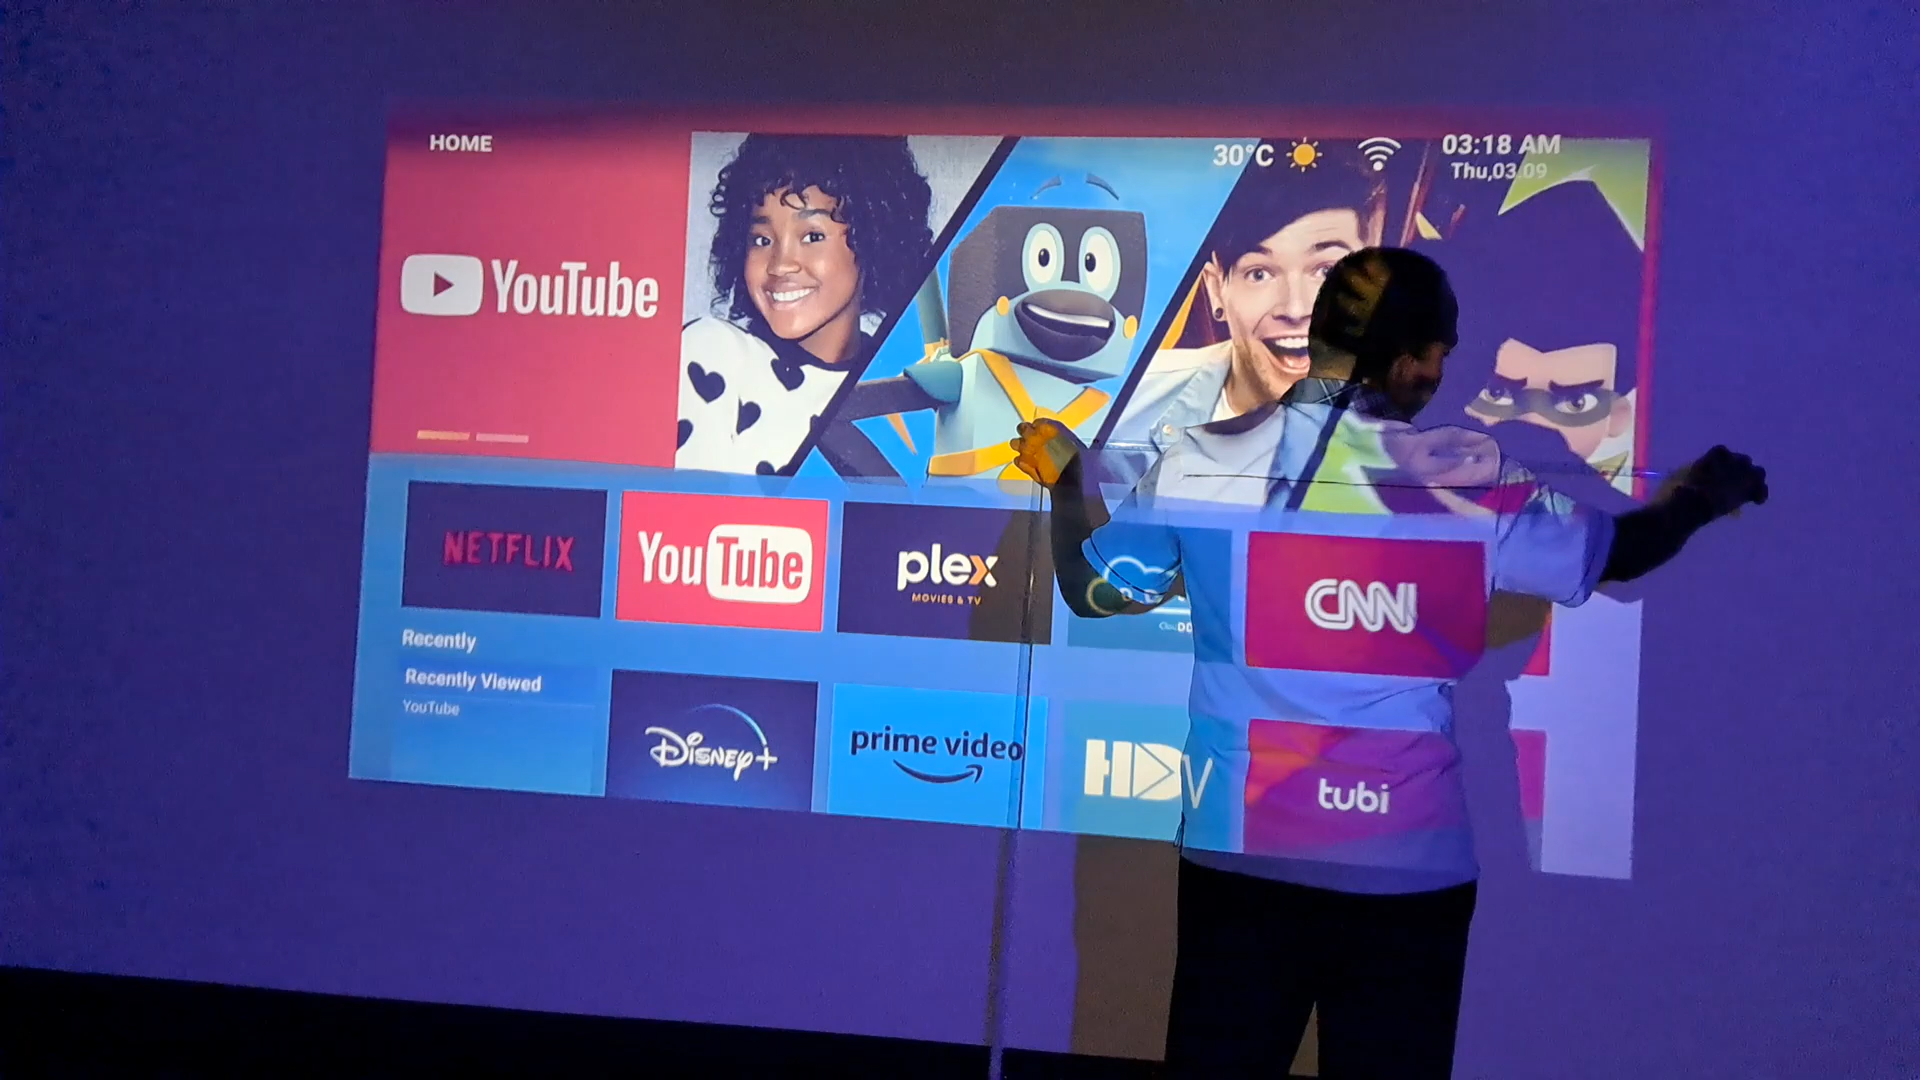 HOME
30°C
03:18 AM
Thu,03.09
YouTube
NETFLIX
YouTube
plex
MOVIES & TV
CNN
Recently
Recently Viewed
YouTube
Disney+
prime video
HD
tubi